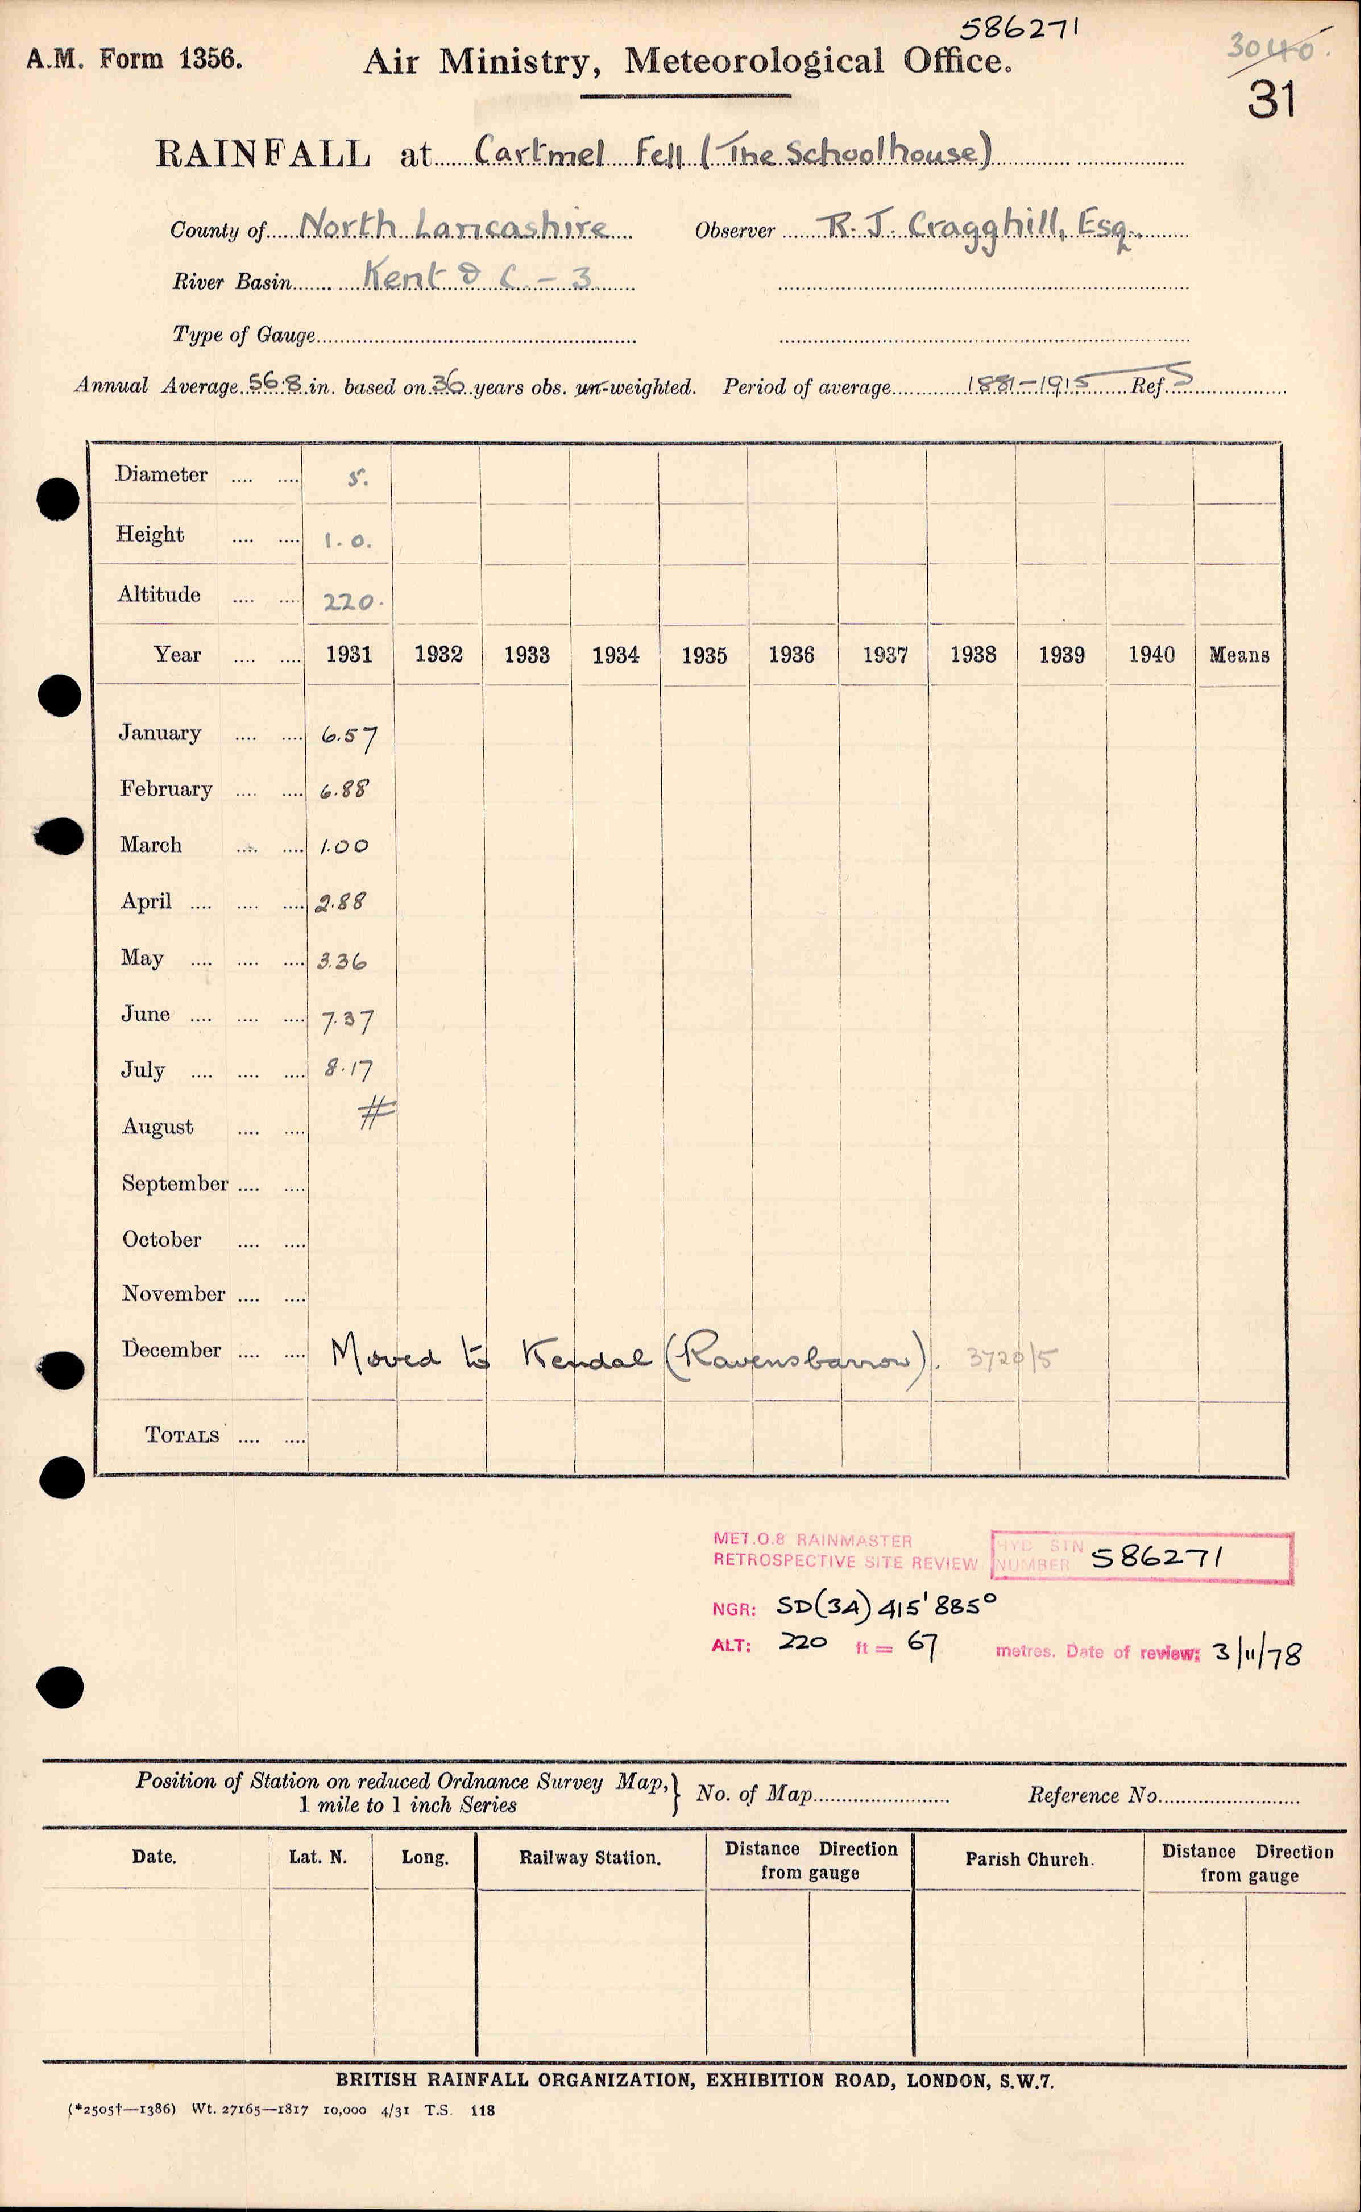 586271
A.M. Form 1356. Air Ministry, Meteorological Office. 3040.
31
RAINFALL at Cartmel Fell (The Schoolhouse)
County of North Lancashire Observer R. J. Cragghill, Esq.
River Basin Kent & C. - 3
Type of Gauge
Annual Average 56.8 in. based on 36 years obs. un-weighted. Period of average 1881-1915 Ref. S
Diameter .... .... 5.
Height .... .... 1. 0.
Altitude .... .... 220.
Year .... .... 1931 1932 1933 1934 1935 1936 1937 1938 1939 1940 Means
January .... .... 6.57
February .... .... 6.88
March .... .... 1.00
April .... .... .... 2.88
May .... .... .... 3.36
June .... .... .... 7.37
July .... .... .... 8.17
August .... .... #
September .... ....
October .... ....
November .... ....
December .... .... Moved to Kendal (Ravensbarrow). 3720/5
TOTALS .... ....
MET.O.8 RAINMASTER
RETROSPECTIVE SITE REVIEW
HYD STN
NUMBER 586271
NGR: SD(34) 415'885°
ALT: 220 ft = 67 metres. Date of review: 3/11/78
Position of Station on reduced Ordnance Survey Map,
1 mile to 1 inch Series
} No. of Map Reference No.
Date. Lat. N. Long. Railway Station. Distance Direction from gauge Parish Church. Distance Direction from gauge
BRITISH RAINFALL ORGANIZATION, EXHIBITION ROAD, LONDON, S.W.7.
(*2505†—1386) Wt. 27165—1817 10,000 4/31 T.S. 118